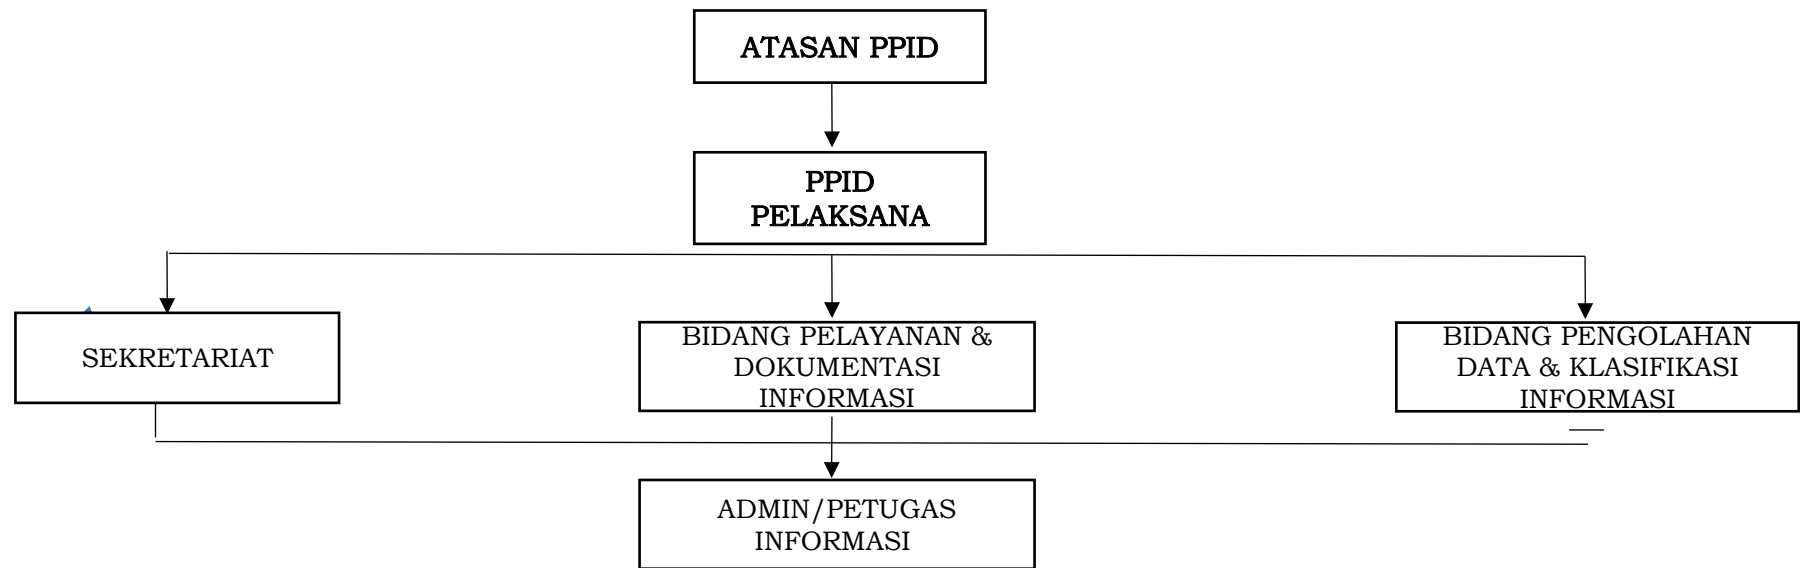 ATASAN PPID
PPID
PELAKSANA
SEKRETARIAT
BIDANG PELAYANAN &
DOKUMENTASI
INFORMASI
BIDANG PENGOLAHAN
DATA & KLASIFIKASI
INFORMASI
ADMIN/PETUGAS
INFORMASI